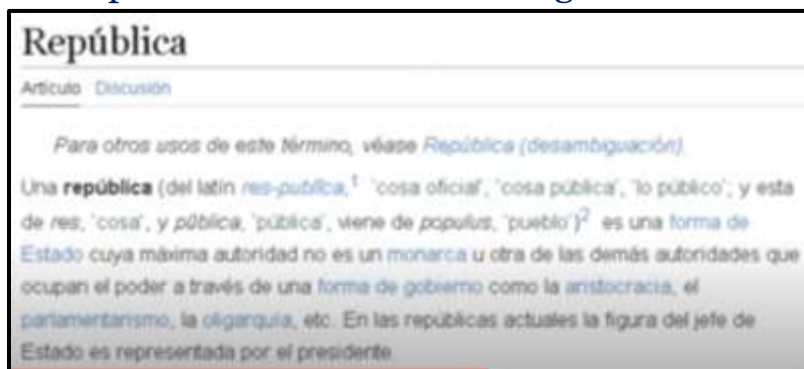 República
Artículo Discusión
Para otros usos de este término, véase República (desambiguación).
Una república (del latín res-publica,1 'cosa oficial', 'cosa pública', 'lo público'; y esta
de res, 'cosa', y pública, 'pública', viene de populus, 'pueblo')2 es una forma de
Estado cuya máxima autoridad no es un monarca u otra de las demás autoridades que
ocupan el poder a través de una forma de gobierno como la aristocracia, el
parlamentarismo, la oligarquía, etc. En las repúblicas actuales la figura del jefe de
Estado es representada por el presidente.